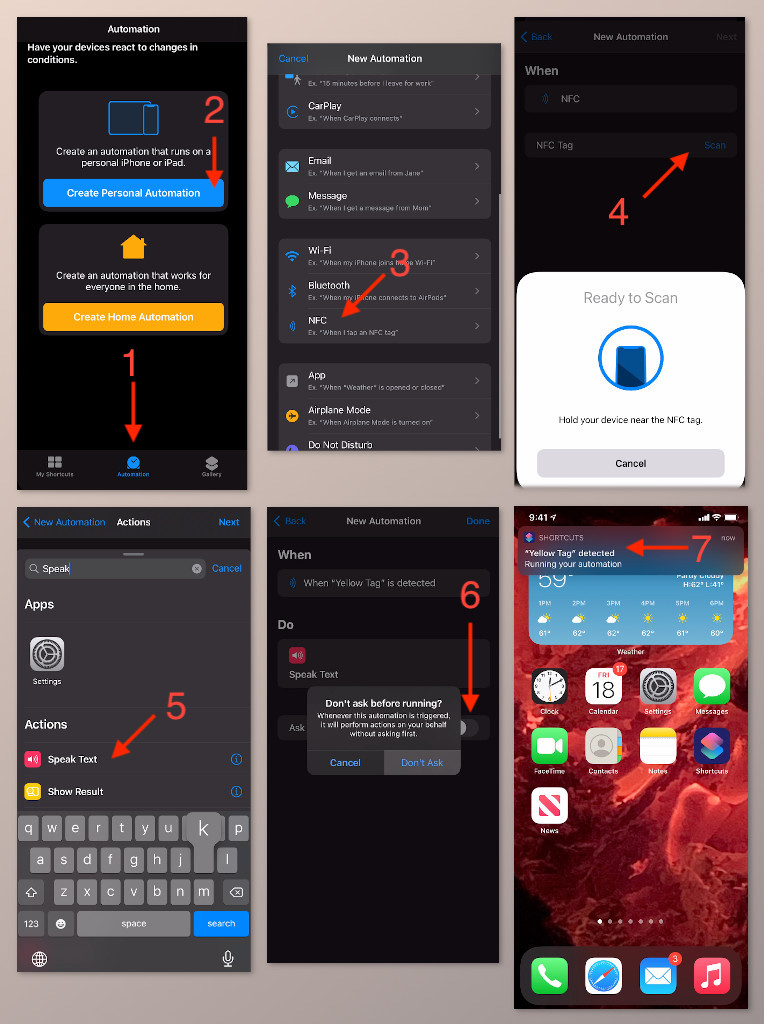 Automation
Have your devices react to changes in
conditions.
2
Create an automation that runs on a
personal iPhone or iPad.
Create Personal Automation
Create an automation that works for
everyone in the home.
Create Home Automation
1
My Shortcuts
Automation
Gallery
Cancel
New Automation
Ex. "15 minutes before I leave for work"
CarPlay
Ex. "When CarPlay connects"
Email
Ex. "When I get an email from Jane"
Message
Ex. "When I get a message from Mom"
Wi-Fi
Ex. "When my iPhone joins home Wi-Fi"
3
Bluetooth
Ex. "When my iPhone connects to AirPods"
NFC
Ex. "When I tap an NFC tag"
App
Ex. "When "Weather" is opened or closed"
Airplane Mode
Ex. "When Airplane Mode is turned on"
Do Not Disturb
Back
New Automation
Next
When
NFC
NFC Tag
Scan
4
Ready to Scan
Hold your device near the NFC tag.
Cancel
New Automation
Actions
Next
Speak
Cancel
Apps
Settings
Actions
5
Speak Text
Show Result
q w e r t y u k p
a s d f g h j l
z x c v b n m
123
space
search
Back
New Automation
Done
When
When "Yellow Tag" is detected
Do
6
Speak Text
Ask
Don't ask before running?
Whenever this automation is triggered,
it will perform actions on your behalf
without asking first.
Cancel
Don't Ask
9:41
SHORTCUTS
now
"Yellow Tag" detected
Running your automation
7
59°
Partly Cloudy
H:62° L:41°
1PM 2PM 3PM 4PM 5PM 6PM
61° 62° 62° 62° 61° 60°
Weather
17
FRI
18
Clock
Calendar
Settings
Messages
FaceTime
Contacts
Notes
Shortcuts
News
3